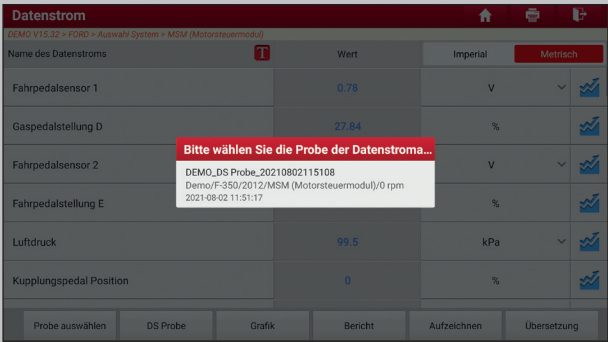 Datenstrom
DEMO V15.32 > FORD > Auswahl System > MSM (Motorsteuermodul)
Name des Datenstroms T Wert Imperial Metrisch
Fahrpedalsensor 1 0.78 V
Gaspedalstellung D 27.84 %
Bitte wählen Sie die Probe der Datenstroma...
DEMO_DS Probe_20210802115108
Demo/F-350/2012/MSM (Motorsteuermodul)/0 rpm
2021-08-02 11:51:17
Fahrpedalsensor 2 V
Fahrpedalstellung E %
Luftdruck 99.5 kPa
Kupplungspedal Position 0 %
Probe auswählen DS Probe Grafik Bericht Aufzeichnen Übersetzung